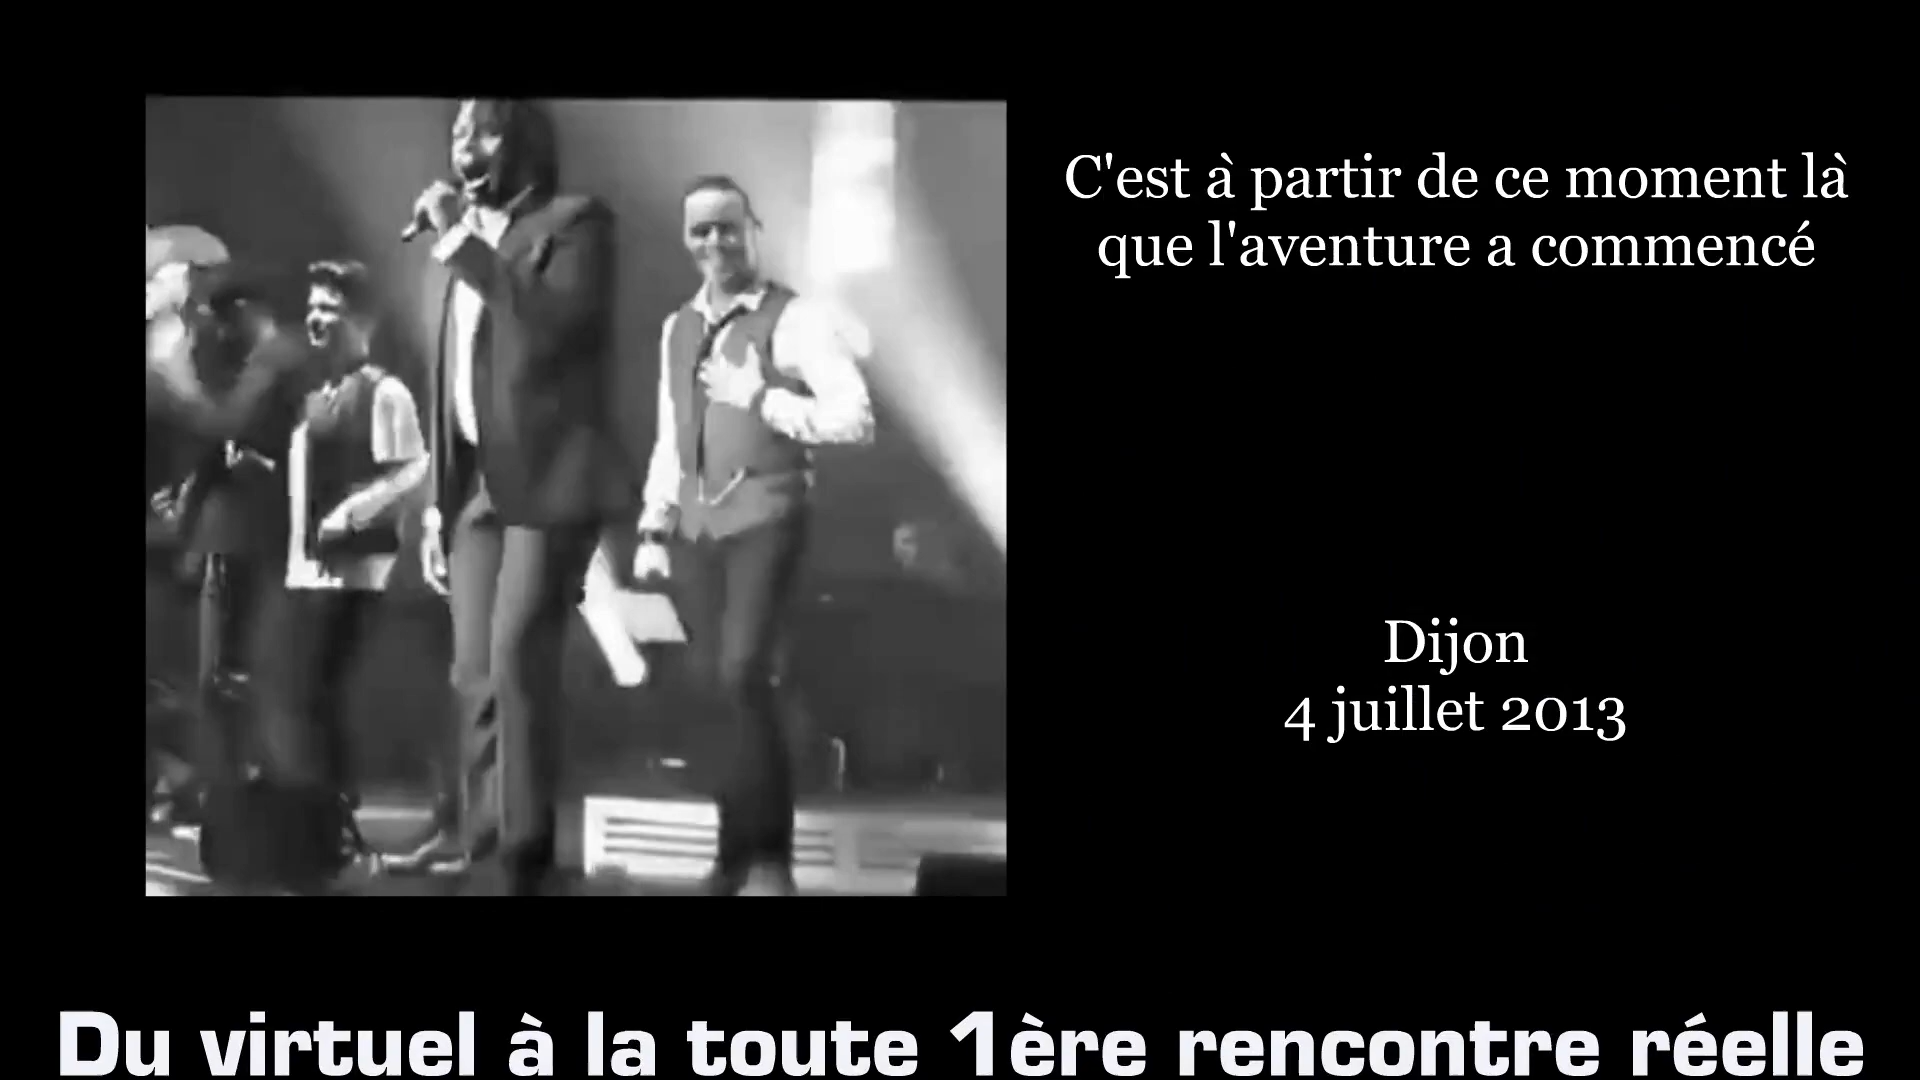 C'est à partir de ce moment là
que l'aventure a commencé
Dijon
4 juillet 2013
Du virtuel à la toute 1ère rencontre réelle